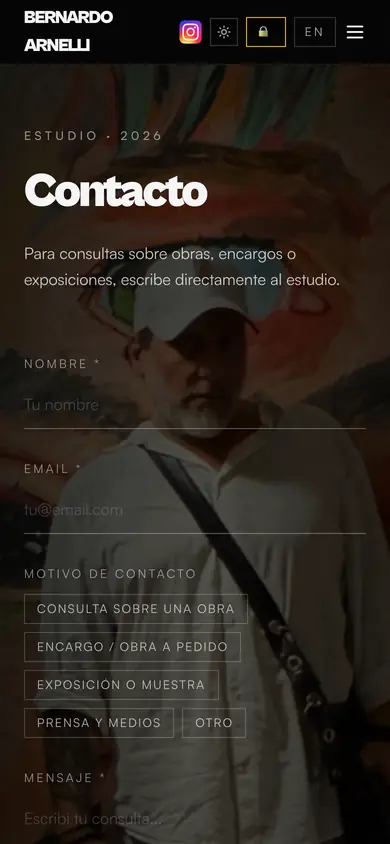 BERNARDO
ARNELLI
EN
ESTUDIO · 2026
Contacto
Para consultas sobre obras, encargos o
exposiciones, escribe directamente al estudio.
NOMBRE *
Tu nombre
EMAIL *
tu@email.com
MOTIVO DE CONTACTO
CONSULTA SOBRE UNA OBRA
ENCARGO / OBRA A PEDIDO
EXPOSICIÓN O MUESTRA
PRENSA Y MEDIOS
OTRO
MENSAJE *
Escribí tu consulta...